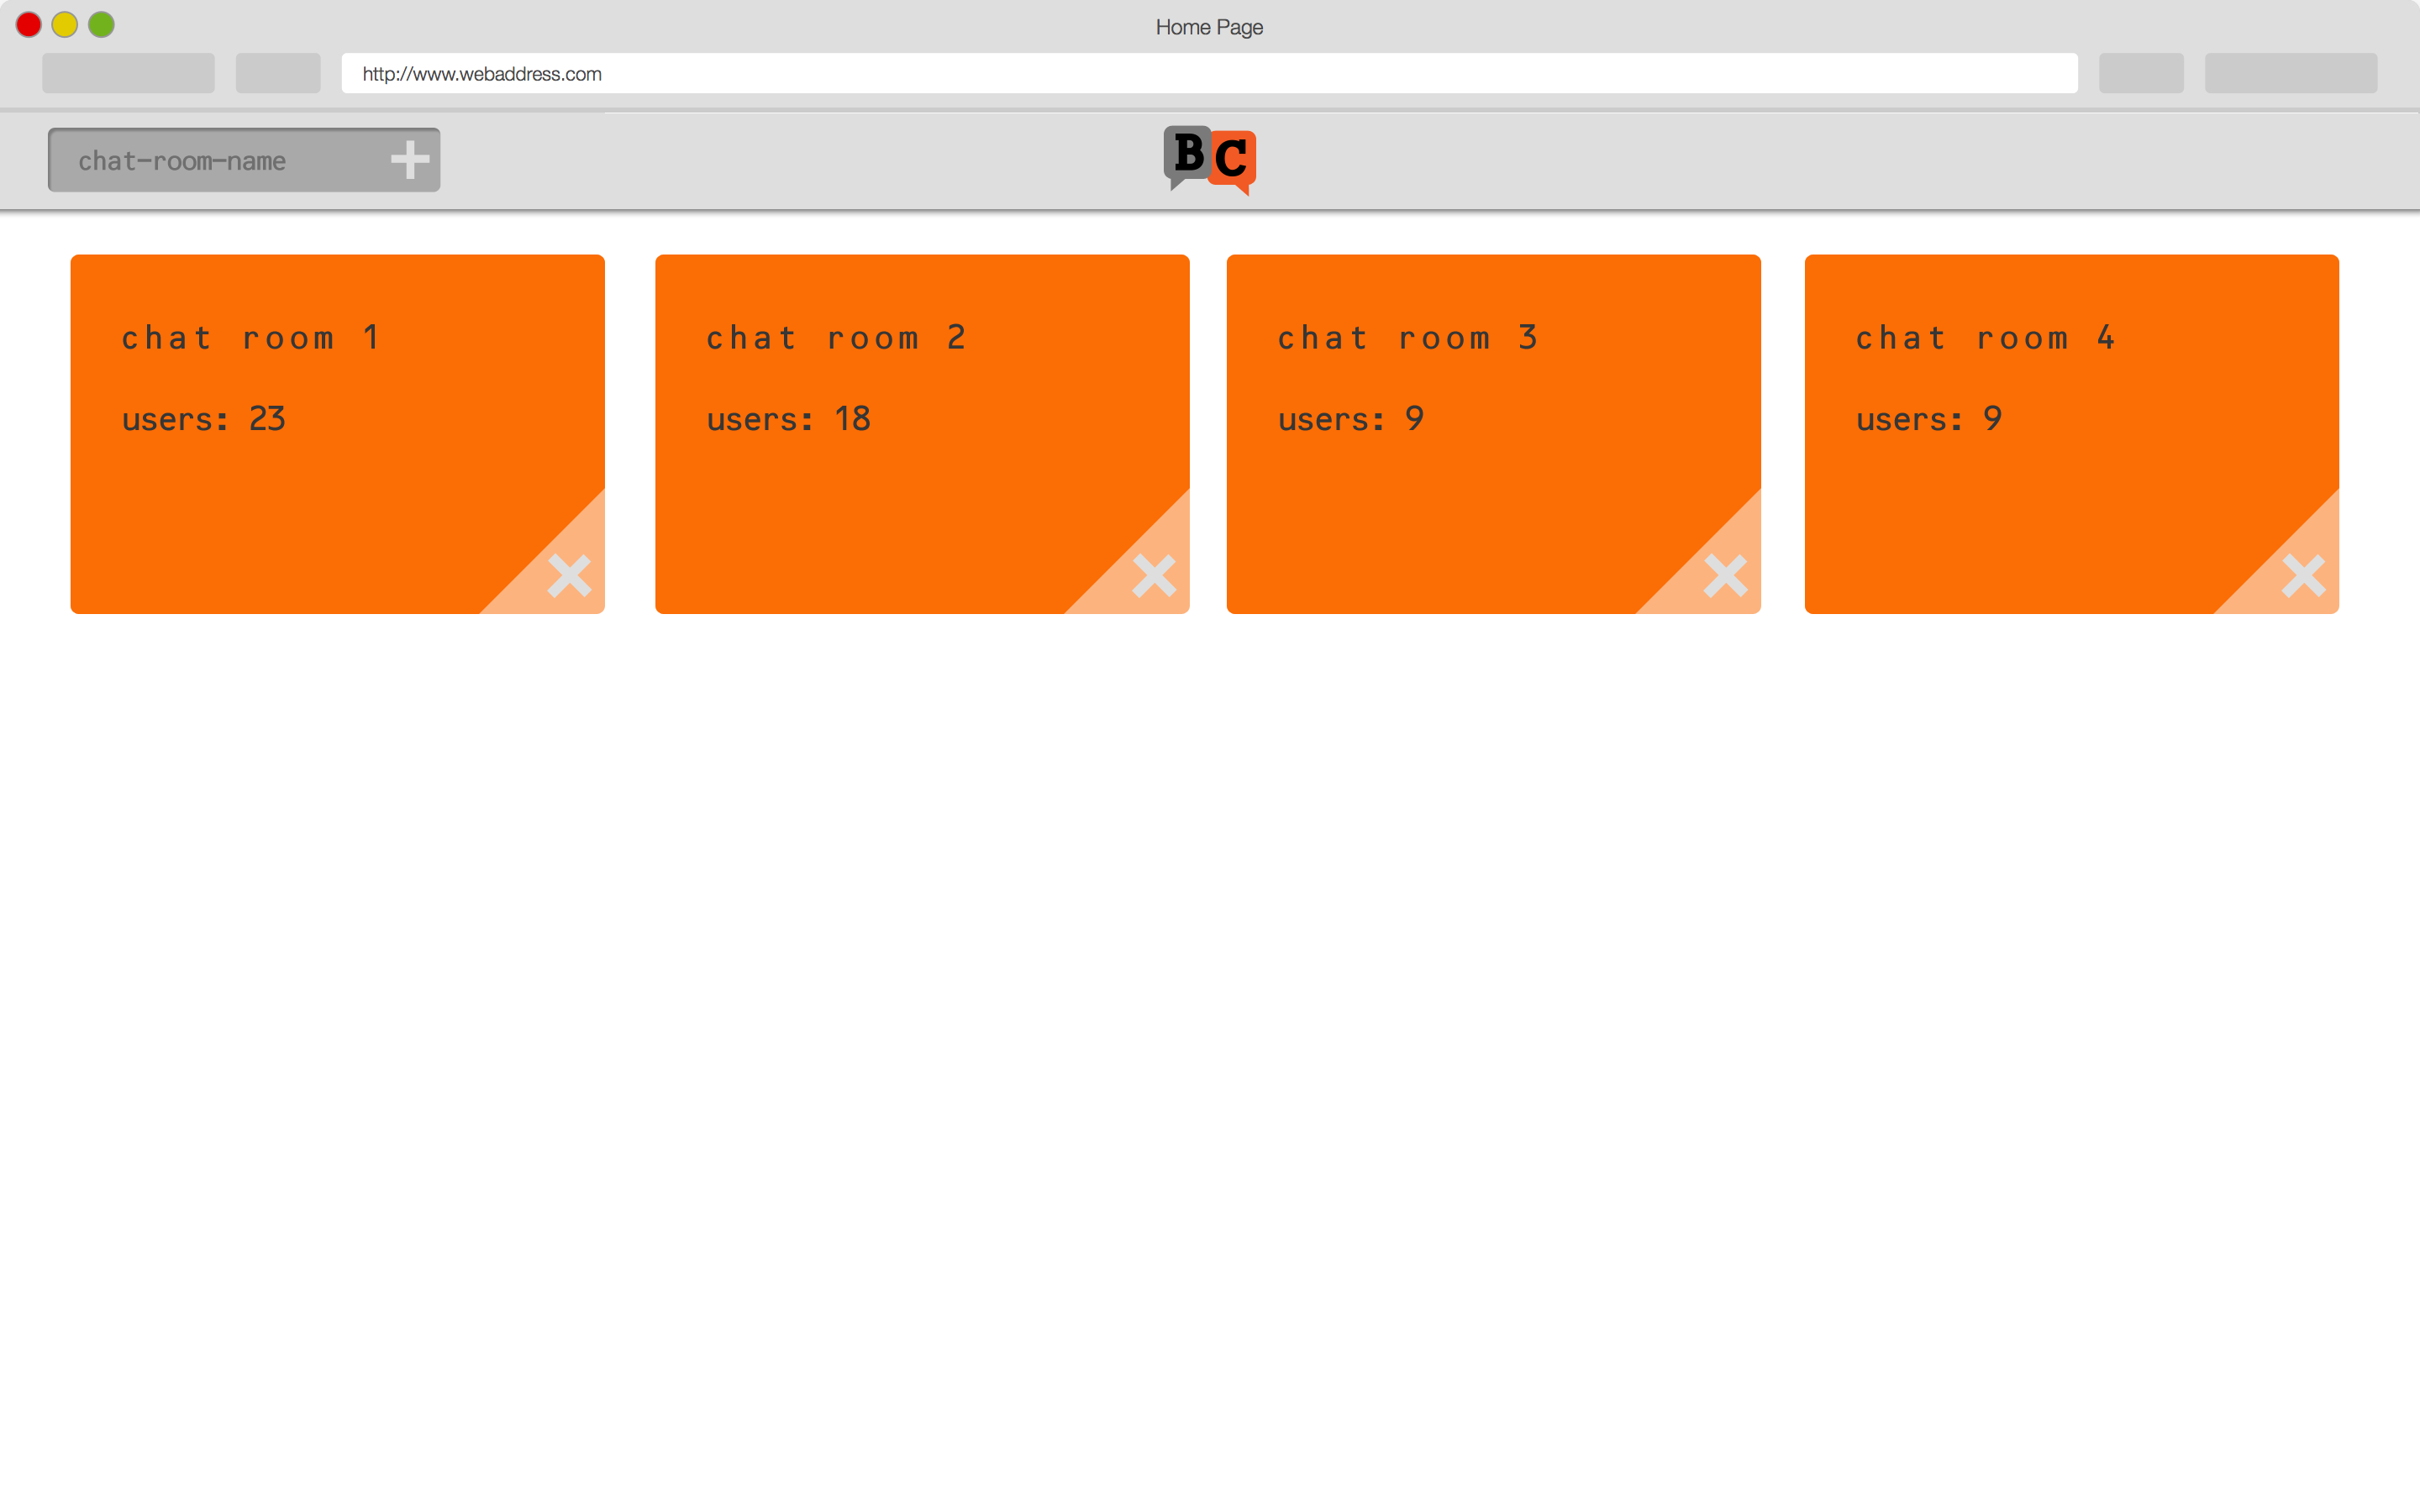 Home Page
http://www.webaddress.com
chat-room-name
BC
chat room 1
users: 23
chat room 2
users: 18
chat room 3
users: 9
chat room 4
users: 9